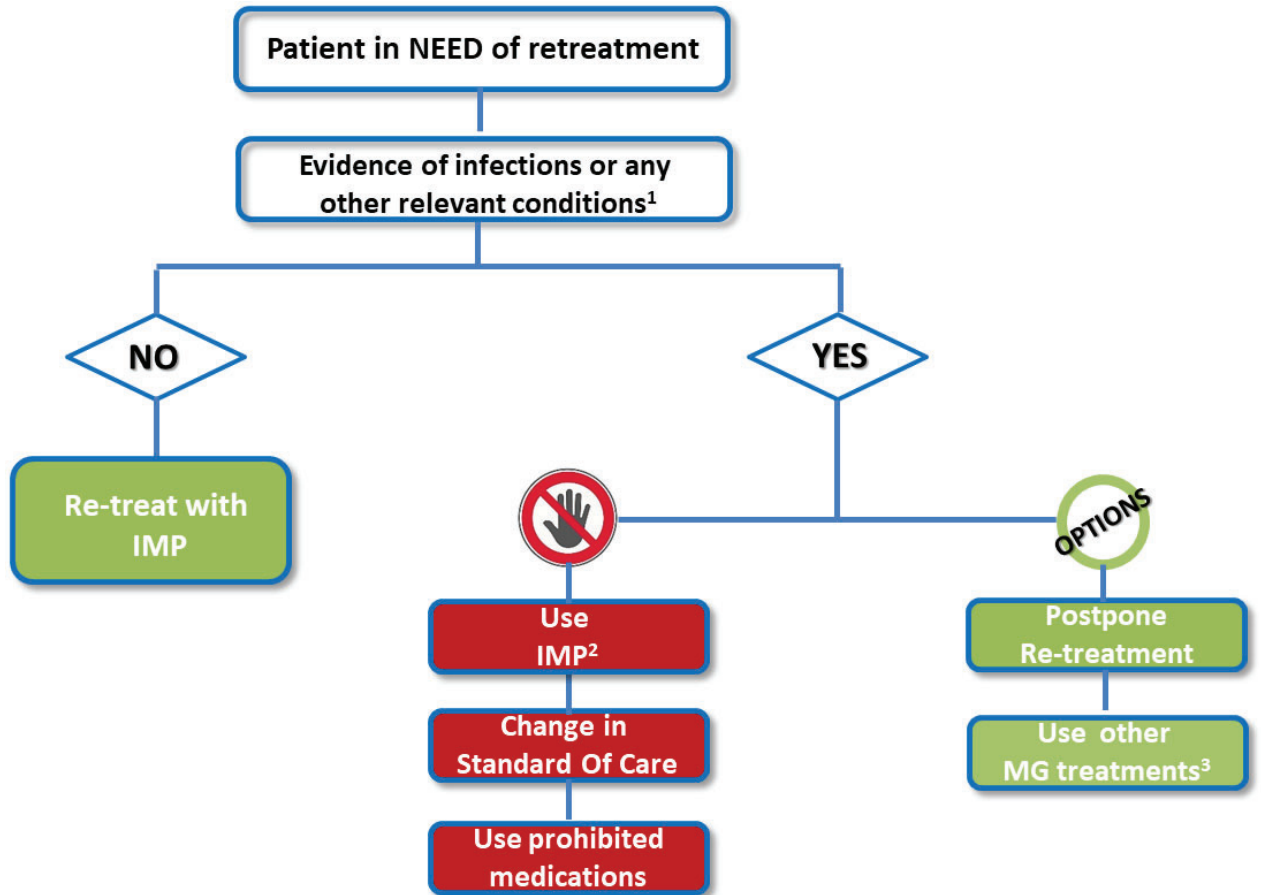 Patient in NEED of retreatment
Evidence of infections or any
other relevant conditions¹
NO
YES
Re-treat with
IMP
OPTIONS
Use
IMP²
Change in
Standard Of Care
Use prohibited
medications
Postpone
Re-treatment
Use other
MG treatments³